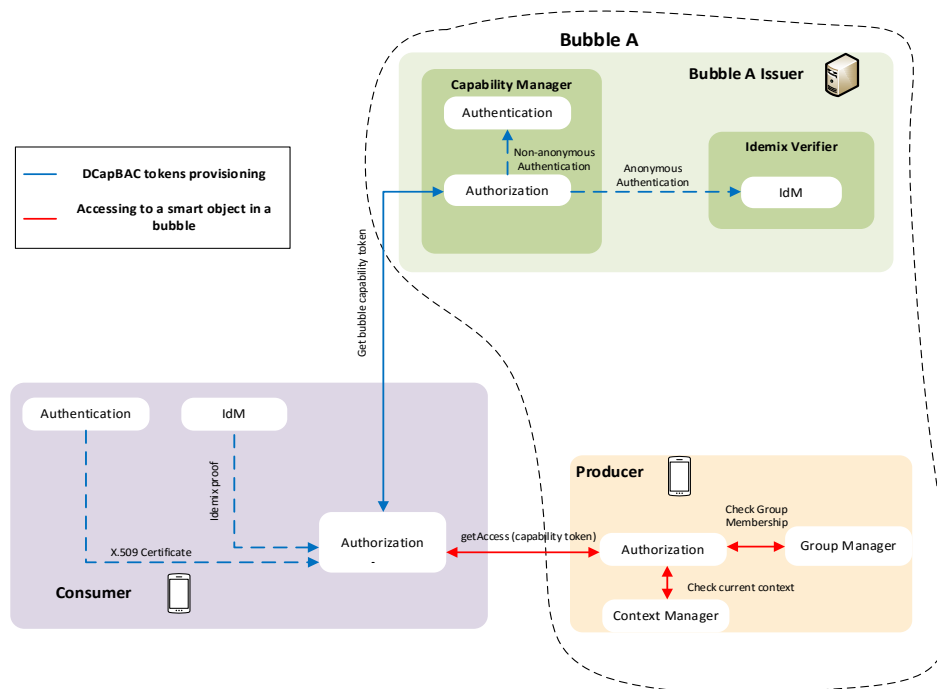 Bubble A
Bubble A Issuer
Capability Manager
Authentication
Non-anonymous
Authentication
Anonymous
Authentication
Authorization
Idemix Verifier
IdM
DCapBAC tokens provisioning
Accessing to a smart object in a
bubble
Get bubble capability token
Authentication
IdM
Idemix proof
X.509 Certificate
Authorization
-
Consumer
getAccess (capability token)
Producer
Check Group
Membership
Authorization
Group Manager
Check current context
Context Manager